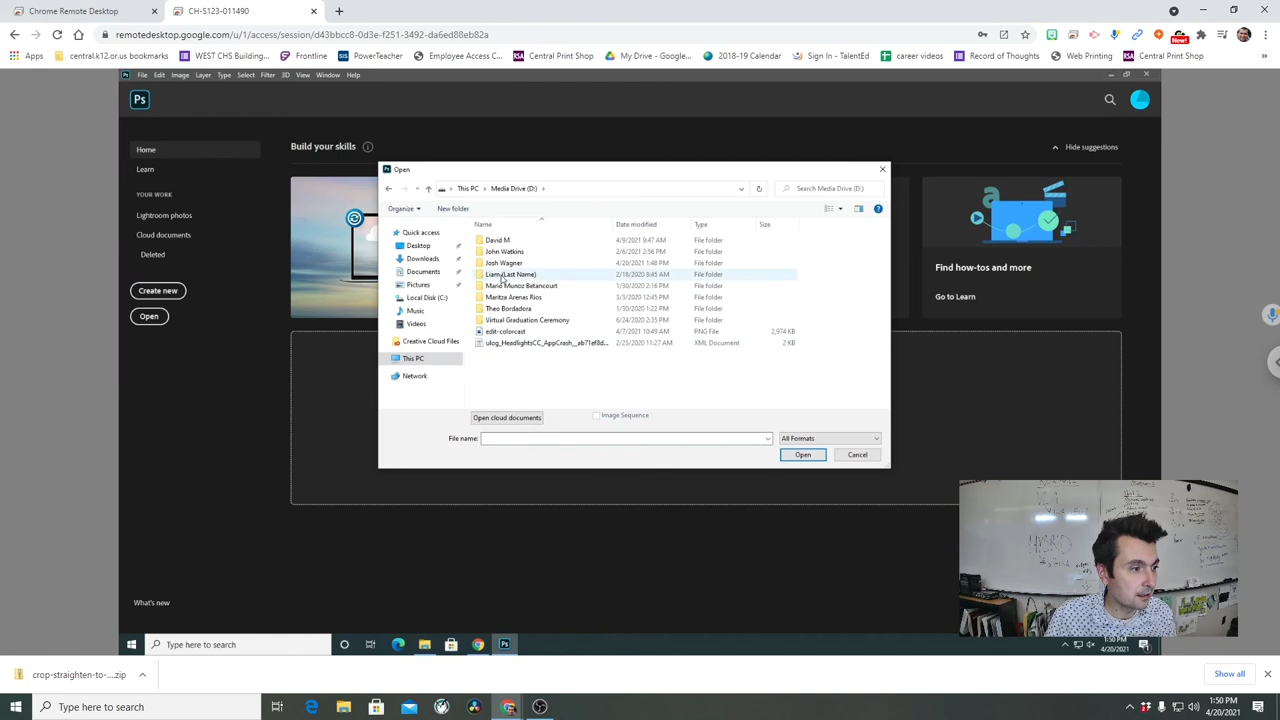 Chrome Remote Desktop
CH-S123-011490
remotedesktop.google.com/u/1/access/session/d43bbcc8-0d3e-f251-3492-da6ed88eb82a
New!
Apps
central.k12.or.us bookmarks
WEST CHS Building...
Frontline
PowerTeacher
Employee Access C...
Central Print Shop
My Drive - Google...
2018-19 Calendar
Sign In - TalentEd
career videos
Record of Thoughts
Web Printing
Central Print Shop
Ps File Edit Image Layer Type Select Filter 3D View Window Help
Ps
Home
Learn
YOUR WORK
Lightroom photos
Cloud documents
Deleted
Create new
Open
What's new
Build your skills
Hide suggestions
Find how-tos and more
Go to Learn
Open
This PC
Media Drive (D:)
Search Media Drive (D:)
Organize
New folder
Quick access
Desktop
Downloads
Documents
Pictures
Local Disk (C:)
Music
Videos
Creative Cloud Files
This PC
Network
Name Date modified Type Size
David M 4/9/2021 9:47 AM File folder
John Watkins 2/6/2021 2:56 PM File folder
Josh Wagner 4/20/2021 1:48 PM File folder
Liam (Last Name) 2/18/2020 8:45 AM File folder
Mario Munoz Betancourt 1/30/2020 2:16 PM File folder
Maritza Arenas Rios 3/3/2020 12:45 PM File folder
Theo Bordadora 1/30/2020 1:22 PM File folder
Virtual Graduation Ceremony 6/24/2020 2:35 PM File folder
edit-colorcast 4/7/2021 10:49 AM PNG File 2,974 KB
ulog_HeadlightsCC_AppCrash__ab71ef8d... 2/25/2020 11:27 AM XML Document 2 KB
Open cloud documents
Image Sequence
File name:
All Formats
Open
Cancel
Type here to search
Ps
1:50 PM
4/20/2021
crop-straighten-to-....zip
Show all
Type here to search
1:50 PM
4/20/2021